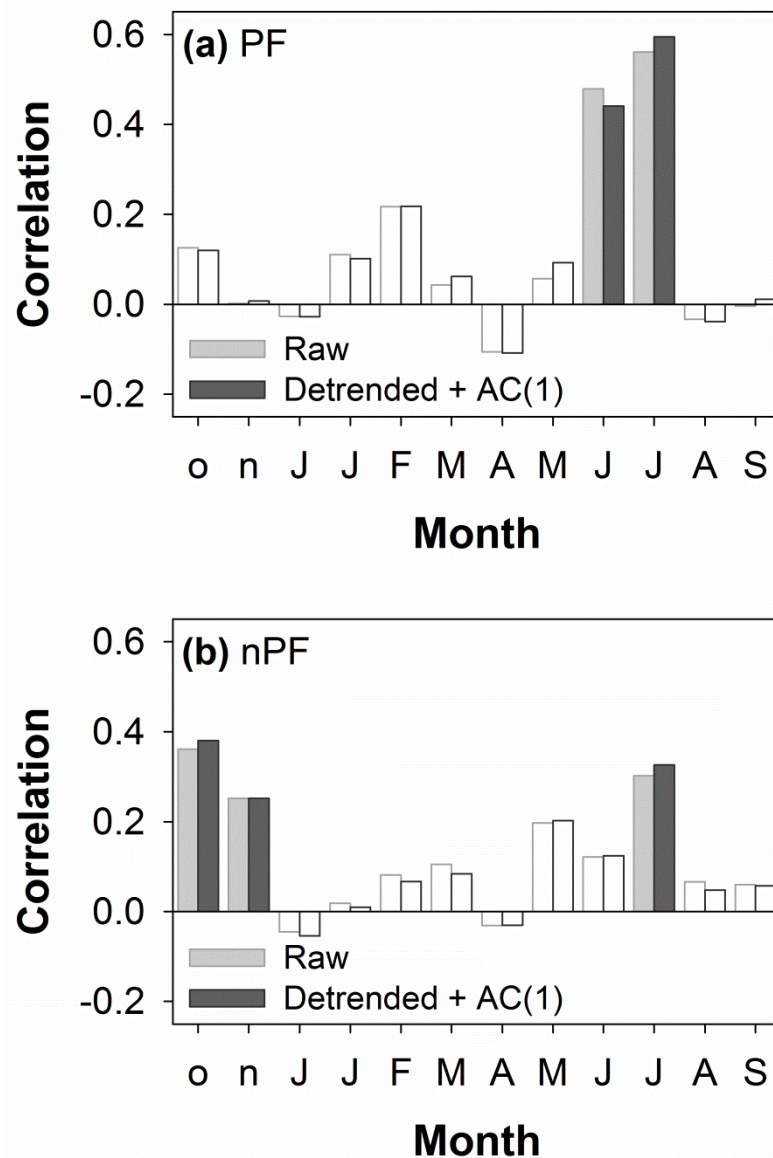 (a) PF
0.6
0.4
0.2
0.0
-0.2
Correlation
Raw
Detrended + AC(1)
o n J J F M A M J J A S
Month
(b) nPF
0.6
0.4
0.2
0.0
-0.2
Correlation
Raw
Detrended + AC(1)
o n J J F M A M J J A S
Month